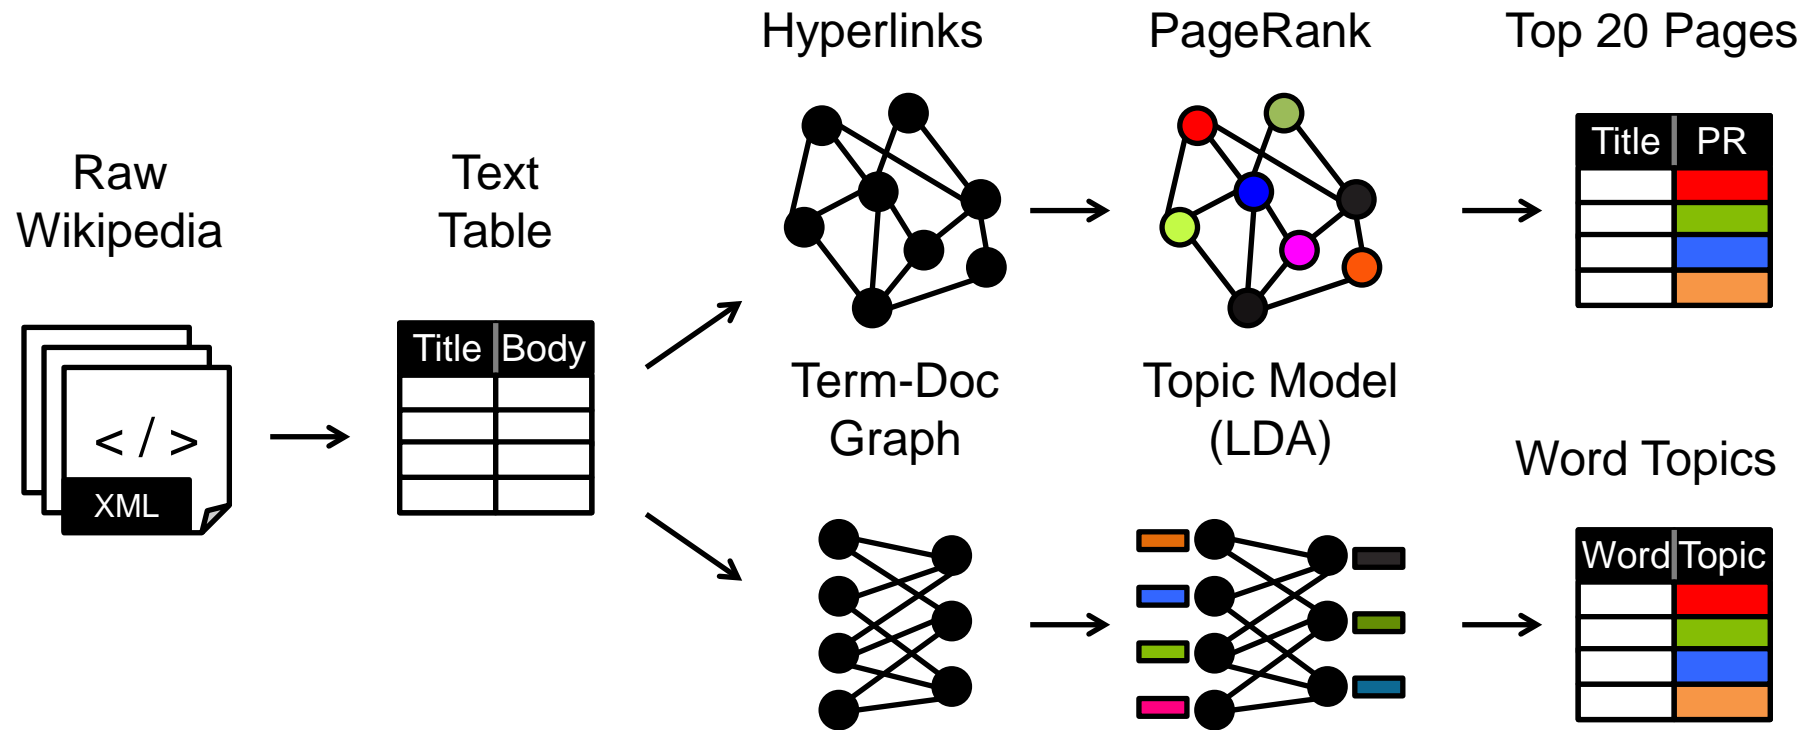 Hyperlinks
PageRank
Top 20 Pages
Raw
Wikipedia
Text
Table
Title PR
Title Body
</>
XML
Term-Doc
Graph
Topic Model
(LDA)
Word Topics
Word Topic